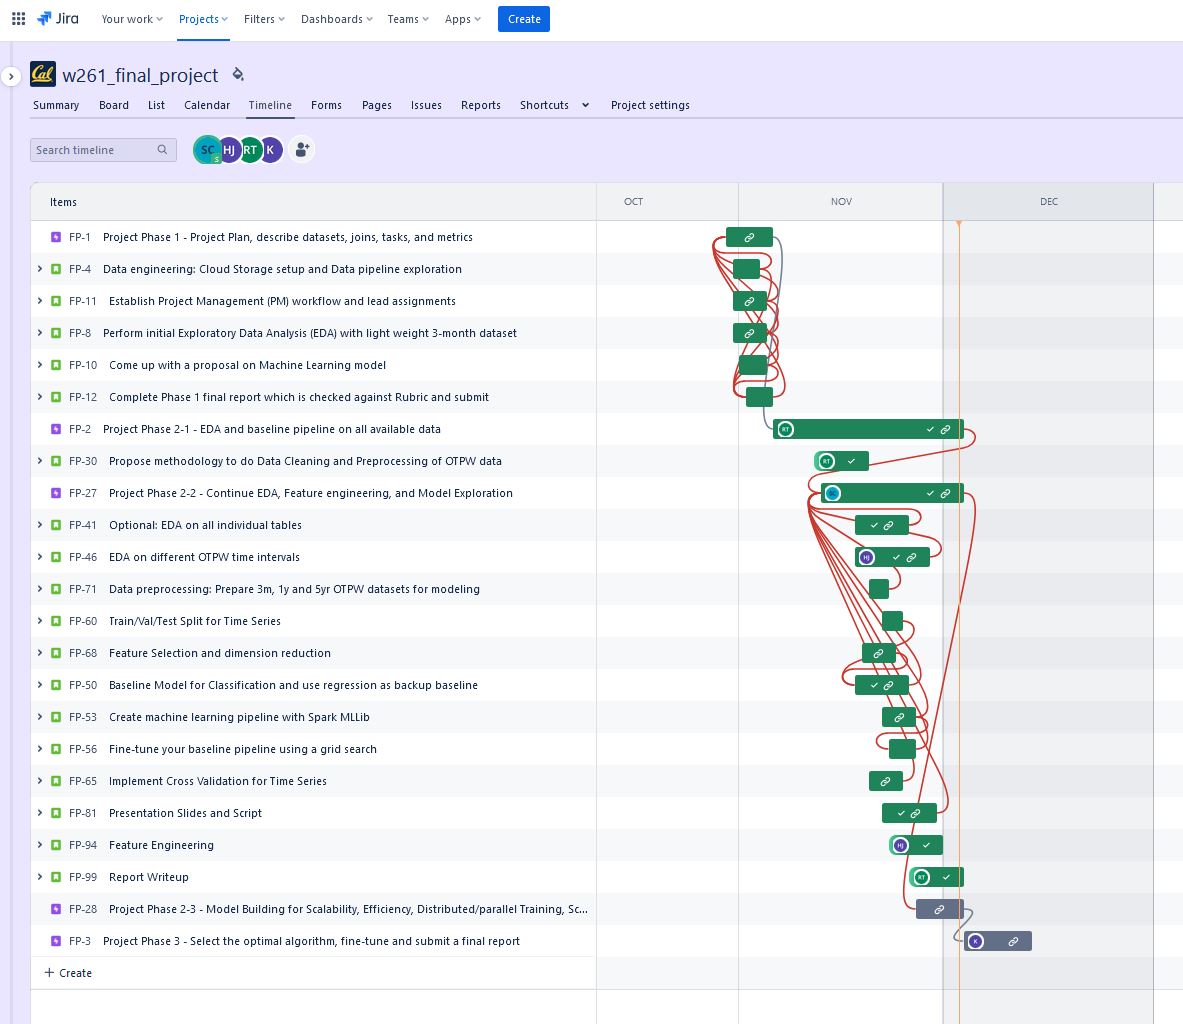 Jira Your work Projects Filters Dashboards Teams Apps Create
Cal w261_final_project
Summary Board List Calendar Timeline Forms Pages Issues Reports Shortcuts Project settings
Search timeline SC S HJ RT K
Items OCT NOV DEC
FP-1 Project Phase 1 - Project Plan, describe datasets, joins, tasks, and metrics
FP-4 Data engineering: Cloud Storage setup and Data pipeline exploration
FP-11 Establish Project Management (PM) workflow and lead assignments
FP-8 Perform initial Exploratory Data Analysis (EDA) with light weight 3-month dataset
FP-10 Come up with a proposal on Machine Learning model
FP-12 Complete Phase 1 final report which is checked against Rubric and submit
FP-2 Project Phase 2-1 - EDA and baseline pipeline on all available data RT
FP-30 Propose methodology to do Data Cleaning and Preprocessing of OTPW data RT
FP-27 Project Phase 2-2 - Continue EDA, Feature engineering, and Model Exploration SC
FP-41 Optional: EDA on all individual tables
FP-46 EDA on different OTPW time intervals HJ
FP-71 Data preprocessing: Prepare 3m, 1y and 5yr OTPW datasets for modeling
FP-60 Train/Val/Test Split for Time Series
FP-68 Feature Selection and dimension reduction
FP-50 Baseline Model for Classification and use regression as backup baseline
FP-53 Create machine learning pipeline with Spark MLLib
FP-56 Fine-tune your baseline pipeline using a grid search
FP-65 Implement Cross Validation for Time Series
FP-81 Presentation Slides and Script
FP-94 Feature Engineering HJ
FP-99 Report Writeup RT
FP-28 Project Phase 2-3 - Model Building for Scalability, Efficiency, Distributed/parallel Training, Sc...
FP-3 Project Phase 3 - Select the optimal algorithm, fine-tune and submit a final report K
+ Create